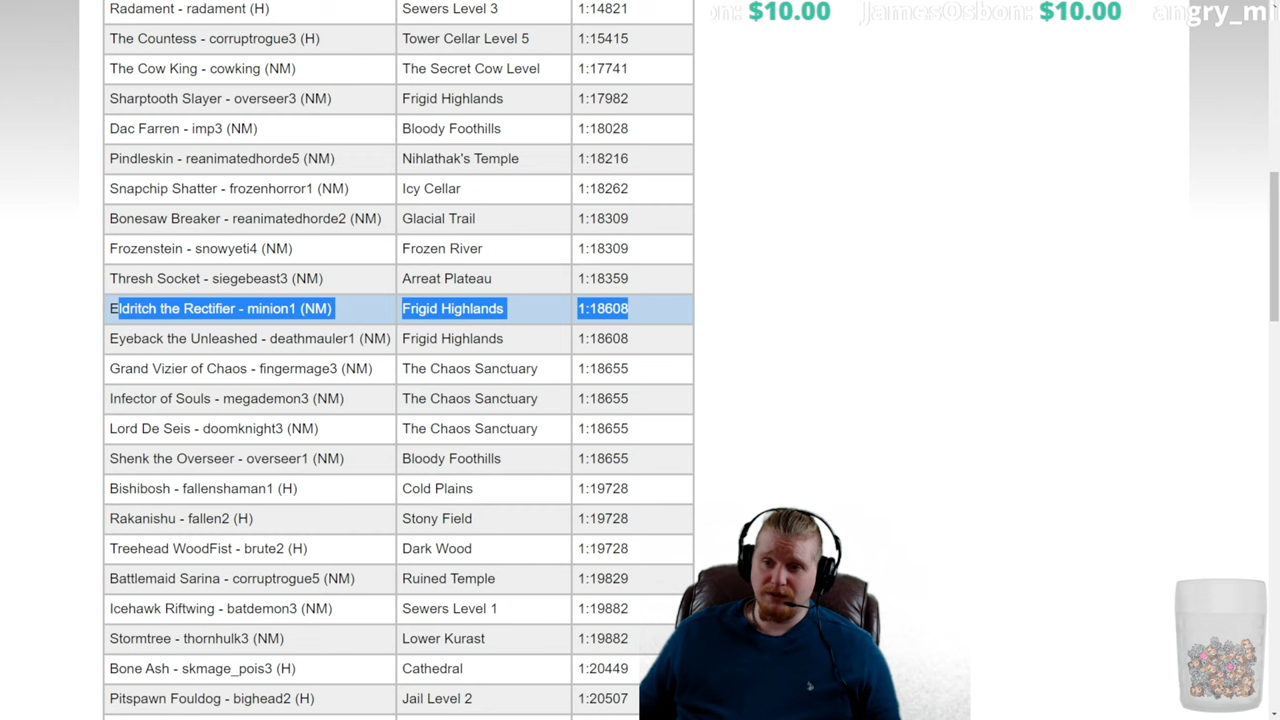 Radament - radament (H) Sewers Level 3 1:14821
on: $10.00 JamesOsbon: $10.00 angry_mi
The Countess - corruptrogue3 (H) Tower Cellar Level 5 1:15415
The Cow King - cowking (NM) The Secret Cow Level 1:17741
Sharptooth Slayer - overseer3 (NM) Frigid Highlands 1:17982
Dac Farren - imp3 (NM) Bloody Foothills 1:18028
Pindleskin - reanimatedhorde5 (NM) Nihlathak's Temple 1:18216
Snapchip Shatter - frozenhorror1 (NM) Icy Cellar 1:18262
Bonesaw Breaker - reanimatedhorde2 (NM) Glacial Trail 1:18309
Frozenstein - snowyeti4 (NM) Frozen River 1:18309
Thresh Socket - siegebeast3 (NM) Arreat Plateau 1:18359
Eldritch the Rectifier - minion1 (NM) Frigid Highlands 1:18608
Eyeback the Unleashed - deathmauler1 (NM) Frigid Highlands 1:18608
Grand Vizier of Chaos - fingermage3 (NM) The Chaos Sanctuary 1:18655
Infector of Souls - megademon3 (NM) The Chaos Sanctuary 1:18655
Lord De Seis - doomknight3 (NM) The Chaos Sanctuary 1:18655
Shenk the Overseer - overseer1 (NM) Bloody Foothills 1:18655
Bishibosh - fallenshaman1 (H) Cold Plains 1:19728
Rakanishu - fallen2 (H) Stony Field 1:19728
Treehead WoodFist - brute2 (H) Dark Wood 1:19728
Battlemaid Sarina - corruptrogue5 (NM) Ruined Temple 1:19829
Icehawk Riftwing - batdemon3 (NM) Sewers Level 1 1:19882
Stormtree - thornhulk3 (NM) Lower Kurast 1:19882
Bone Ash - skmage_pois3 (H) Cathedral 1:20449
Pitspawn Fouldog - bighead2 (H) Jail Level 2 1:20507